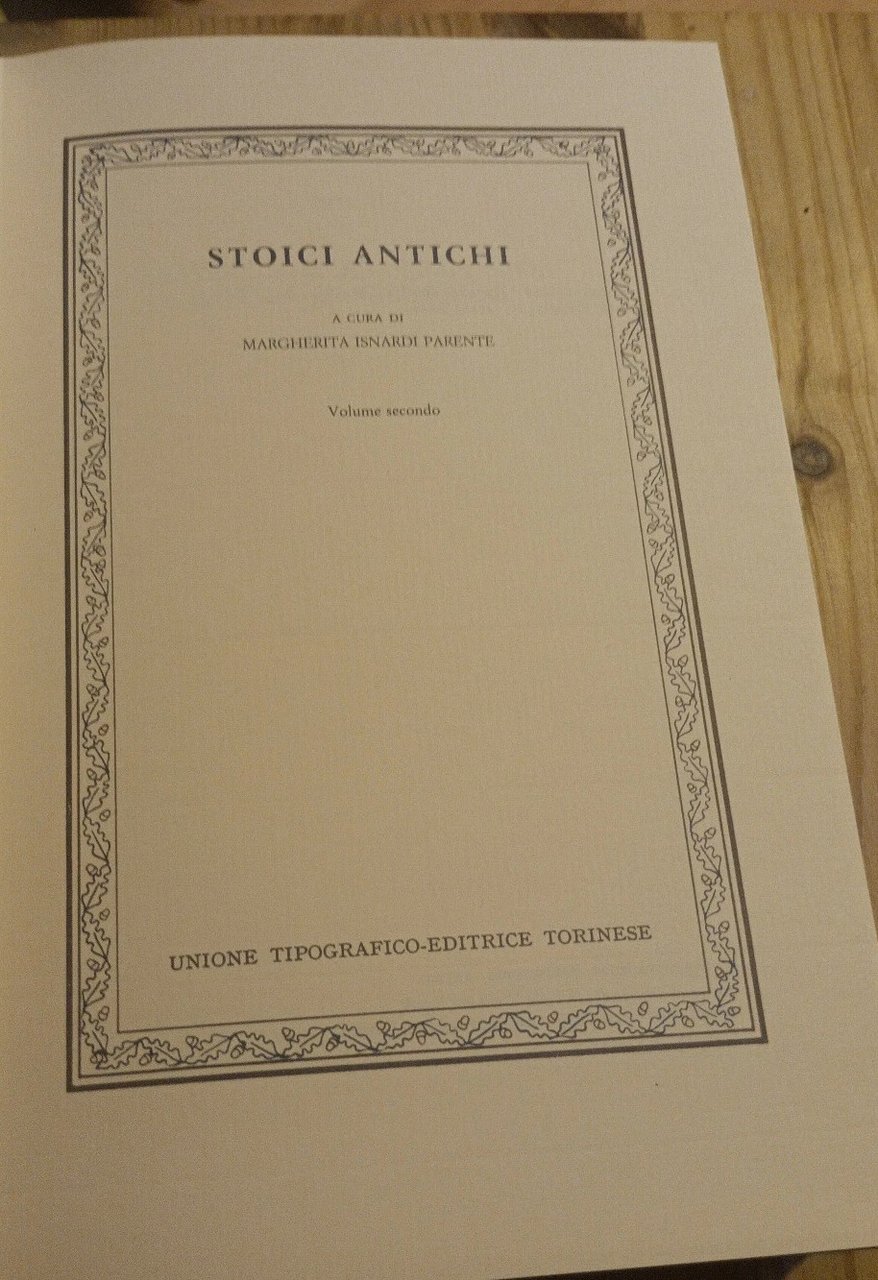 STOICI ANTICHI
A CURA DI
MARGHERITA ISNARDI PARENTE
Volume secondo
UNIONE TIPOGRAFICO-EDITRICE TORINESE